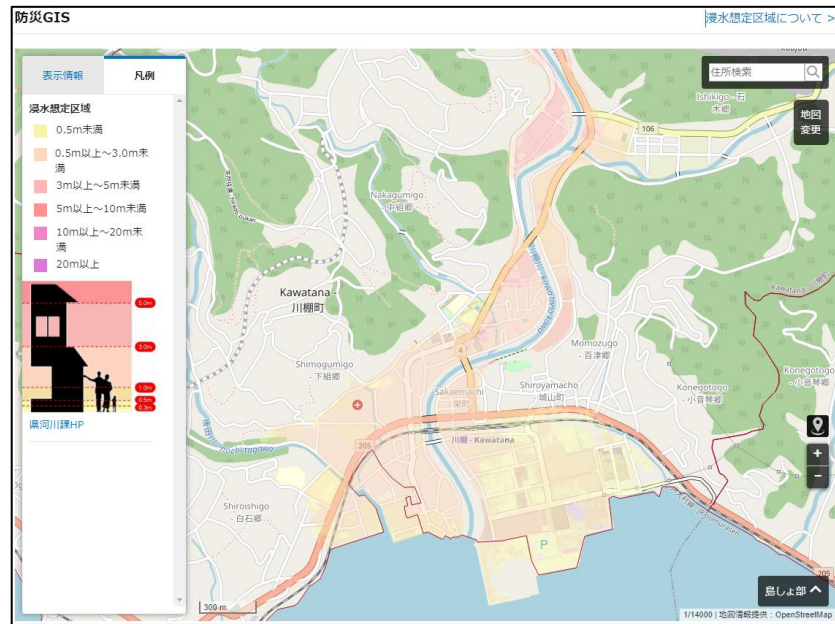 防災GIS
浸水想定区域について >
表示情報
凡例
浸水想定区域
0.5m未満
0.5m以上～3.0m未
満
3m以上～5m未満
5m以上～10m未満
10m以上～20m未
満
20m以上
5.0m
3.0m
1.0m
0.5m
0.3m
県河川課HP
住所検索
地図
変更
Ishikigo - 石
木郷
106
Nakagumigo
- 中組郷
Kawatana -
川棚町
川棚川 Kawatana River
Shimogumigo
- 下組郷
4
Momozugo
- 百津郷
Sakaemachi
- 栄町
Shiroyamacho
- 城山町
Konegotogo
- 小音琴郷
Konegotogo
- 小音琴郷
205
川棚 - Kawatana
Shiroishigo
- 白石郷
P
205
+
−
島しょ部
300 m
1/14000 | 地図情報提供：OpenStreetMap